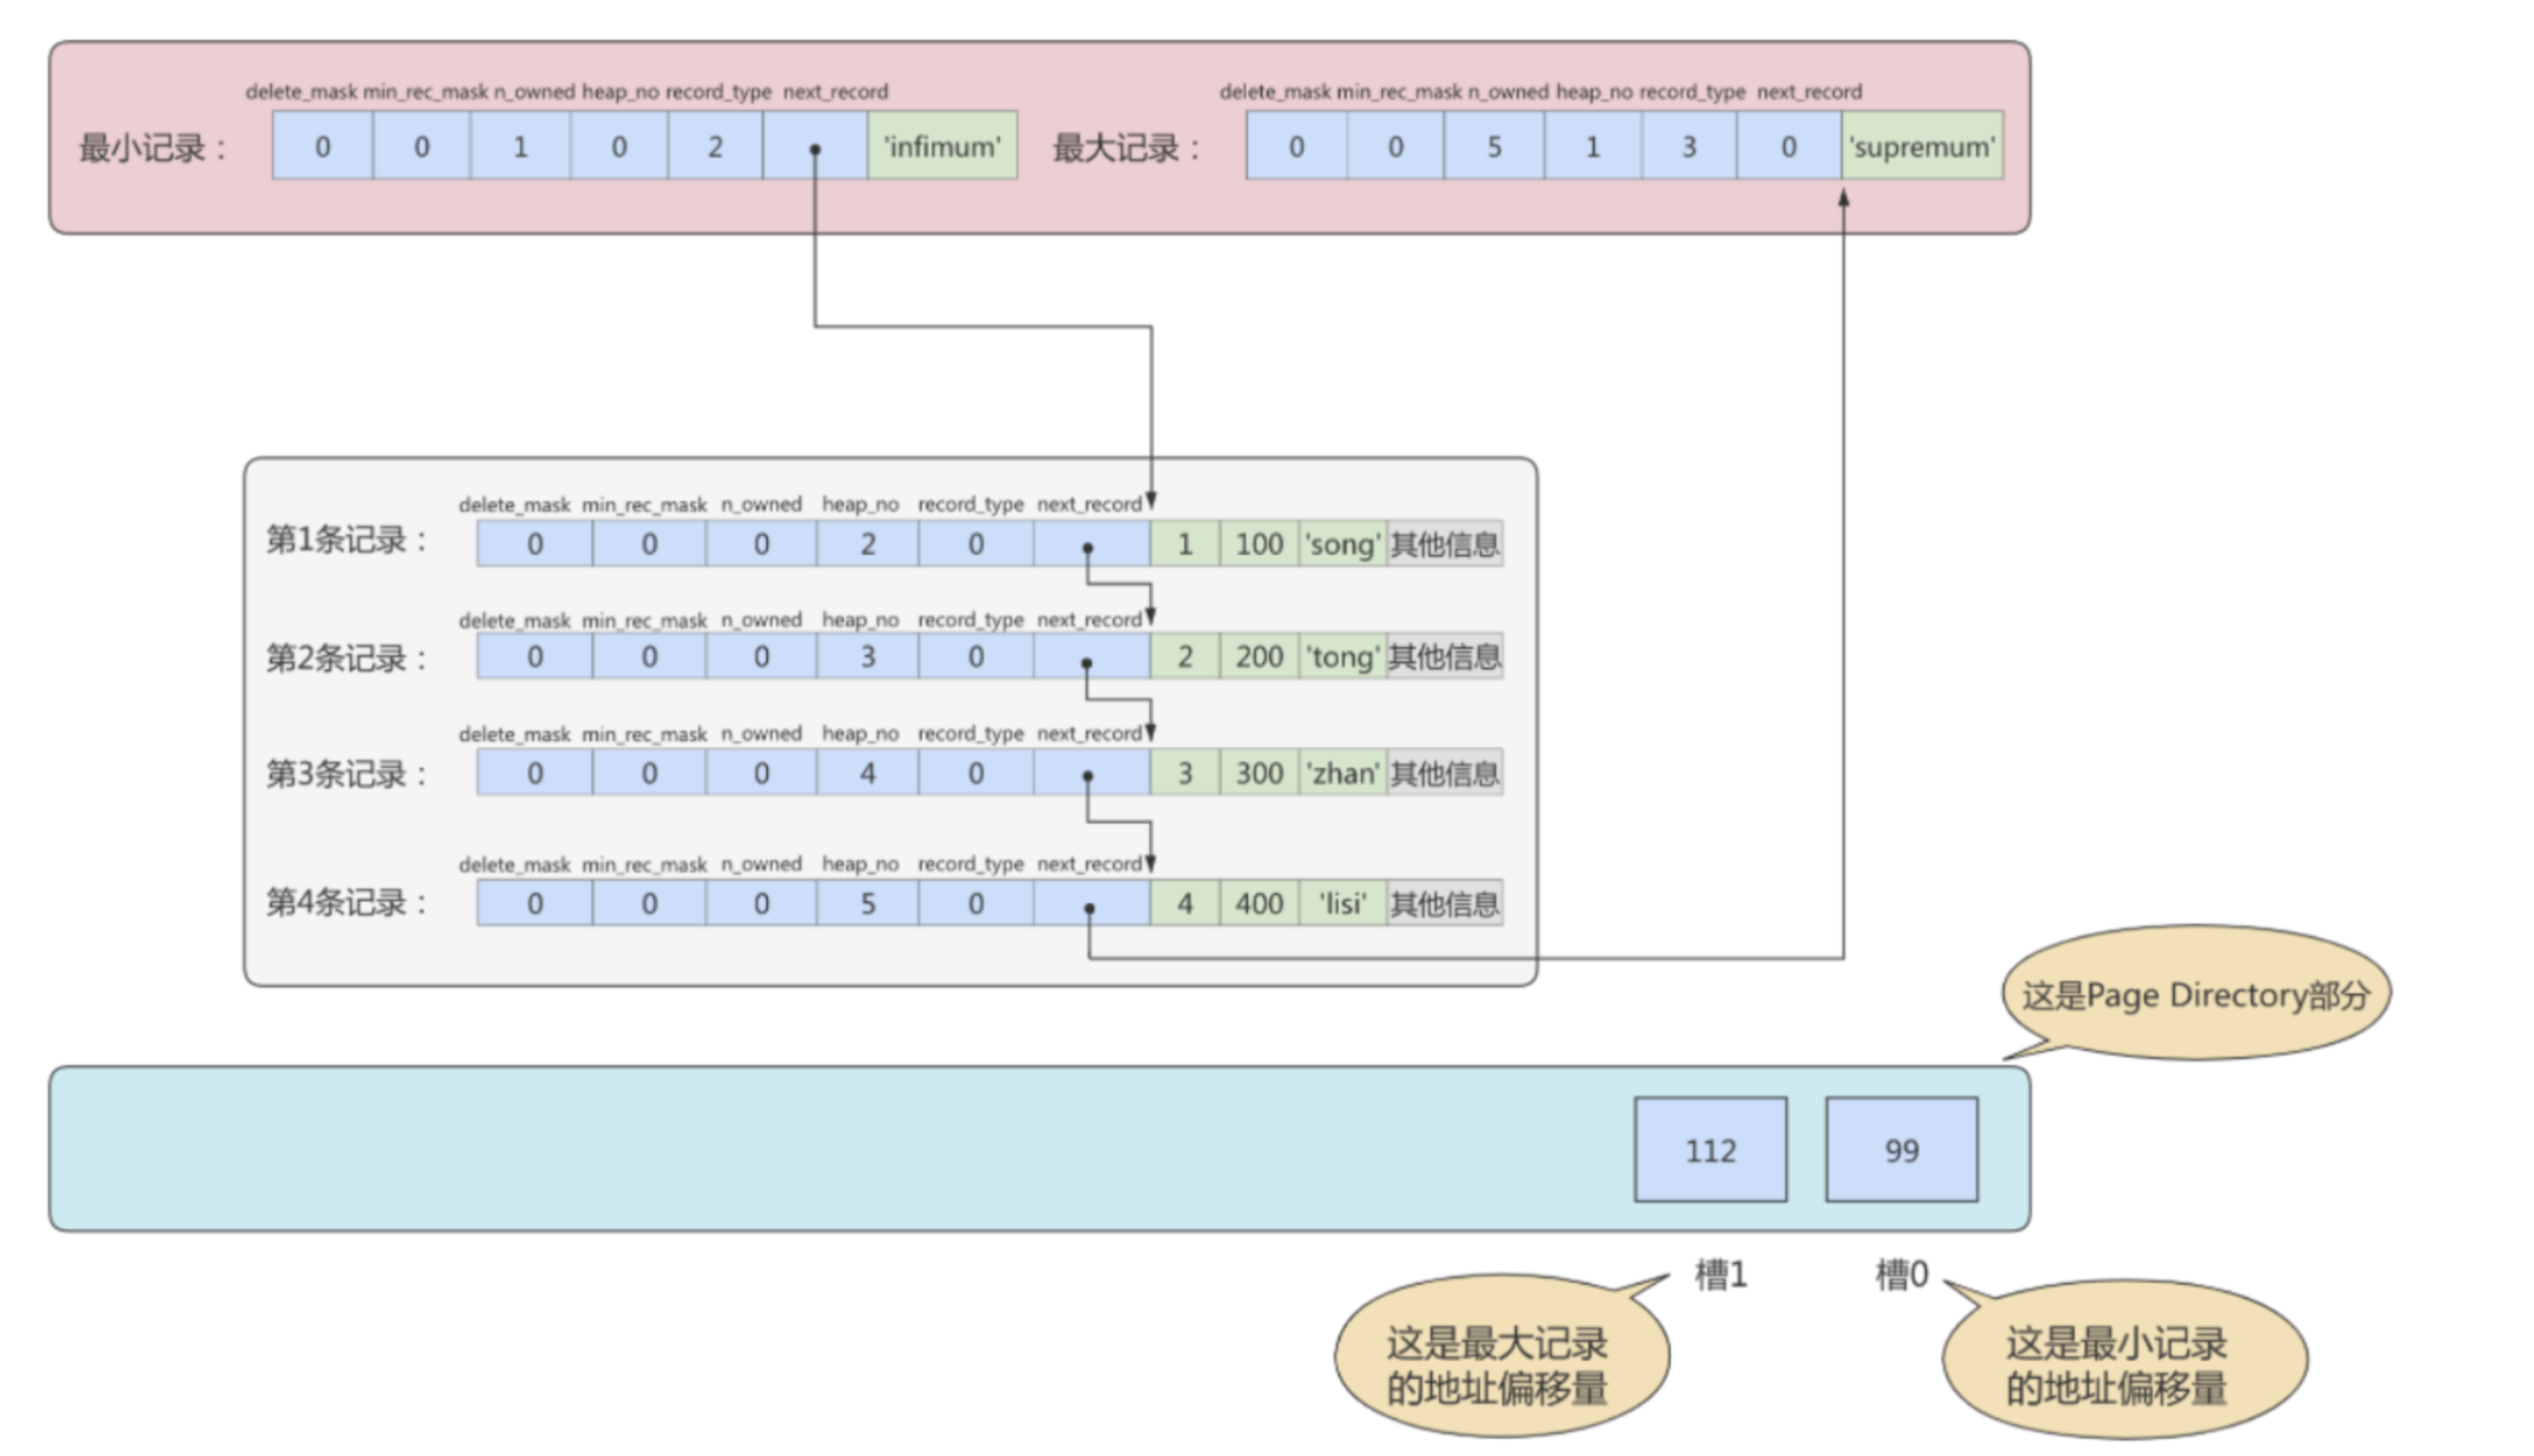 delete_mask min_rec_mask n_owned heap_no record_type next_record
最小记录： 0 0 1 0 2 'infimum'
delete_mask min_rec_mask n_owned heap_no record_type next_record
最大记录： 0 0 5 1 3 0 'supremum'
delete_mask min_rec_mask n_owned heap_no record_type next_record
第1条记录： 0 0 0 2 0 1 100 'song' 其他信息
delete_mask min_rec_mask n_owned heap_no record_type next_record
第2条记录： 0 0 0 3 0 2 200 'tong' 其他信息
delete_mask min_rec_mask n_owned heap_no record_type next_record
第3条记录： 0 0 0 4 0 3 300 'zhan' 其他信息
delete_mask min_rec_mask n_owned heap_no record_type next_record
第4条记录： 0 0 0 5 0 4 400 'lisi' 其他信息
这是Page Directory部分
112 99
槽1 槽0
这是最大记录
的地址偏移量
这是最小记录
的地址偏移量